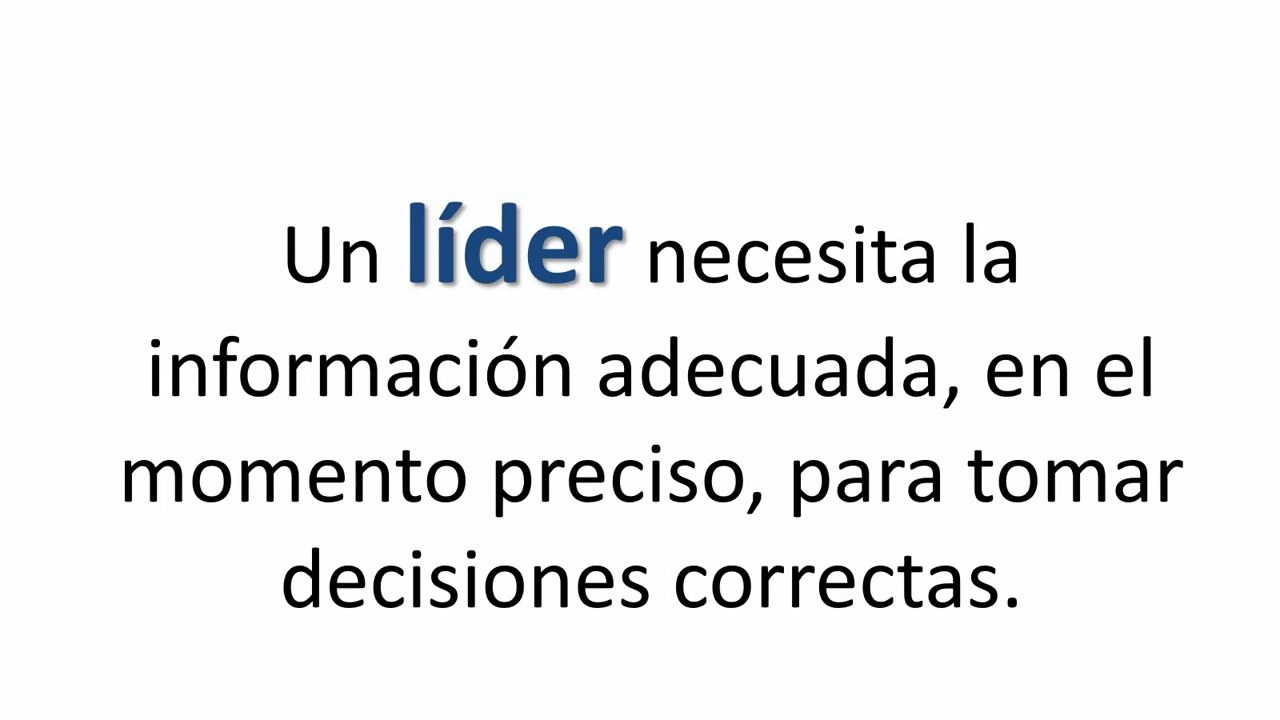 Un líder necesita la
información adecuada, en el
momento preciso, para tomar
decisiones correctas.